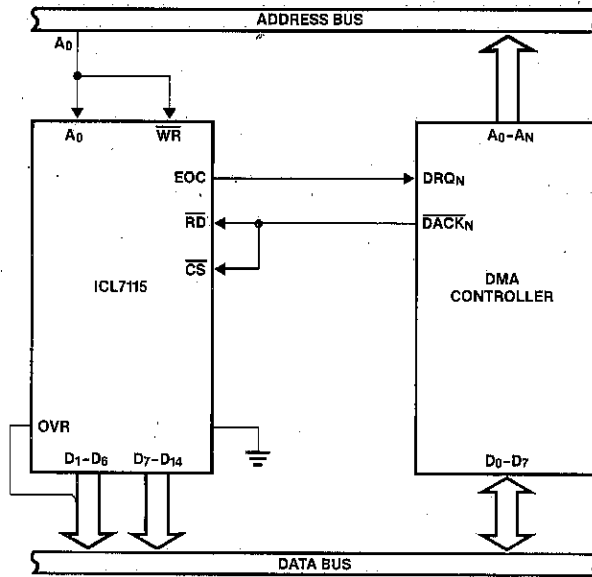 ADDRESS BUS
A0
A0 WR
A0-AN
EOC
DRQN
RD
DACKN
CS
ICL7115
DMA
CONTROLLER
OVR
D1-D6 D7-D14
D0-D7
DATA BUS